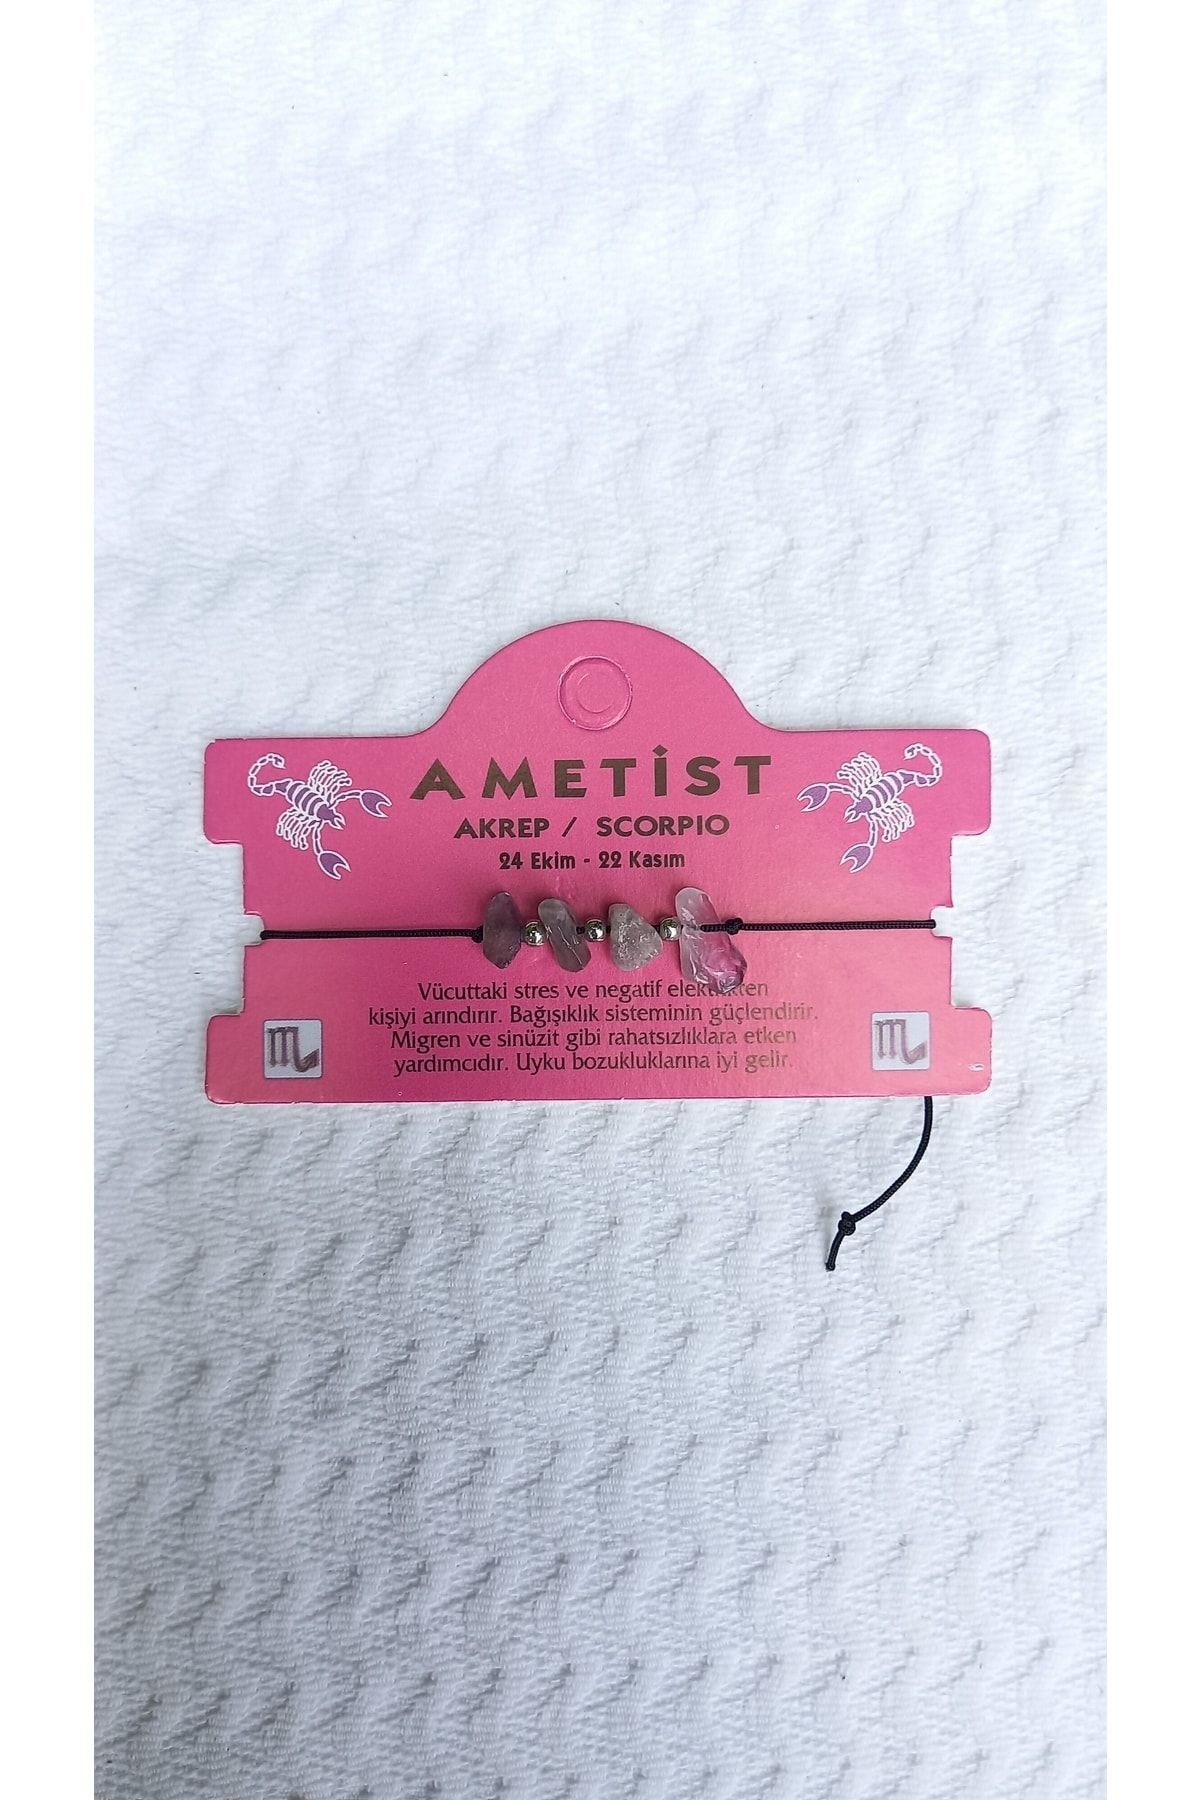 AMETİST
AKREP / SCORPIO
24 Ekim - 22 Kasım
Vücuttaki stres ve negatif elektrikten
kişiyi arındırır. Bağışıklık sisteminin güçlendirir.
Migren ve sinüzit gibi rahatsızlıklara etken
yardımcıdır. Uyku bozukluklarına iyi gelir.